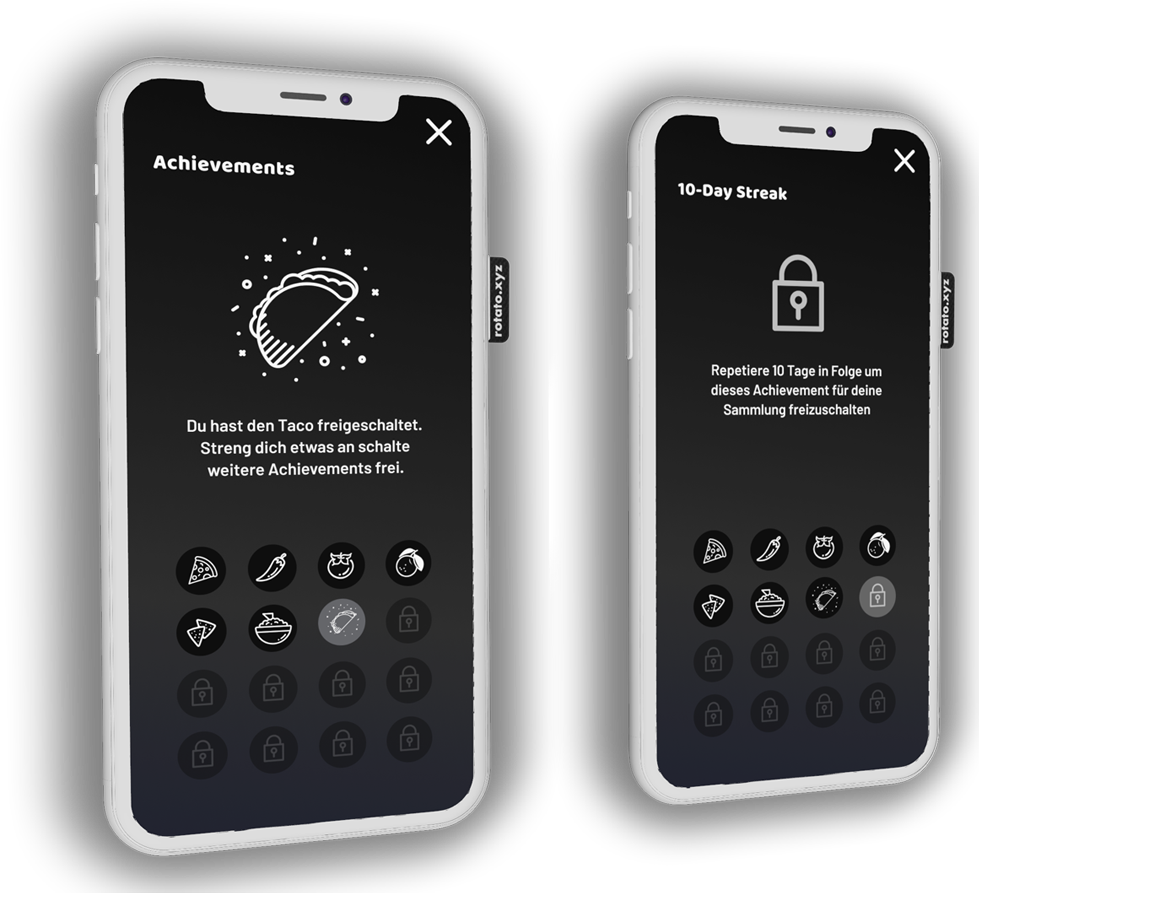 Achievements
Du hast den Taco freigeschaltet.
Streng dich etwas an schalte
weitere Achievements frei.
rotato.xyz
10-Day Streak
Repetiere 10 Tage in Folge um
dieses Achievement für deine
Sammlung freizuschalten
rotato.xyz